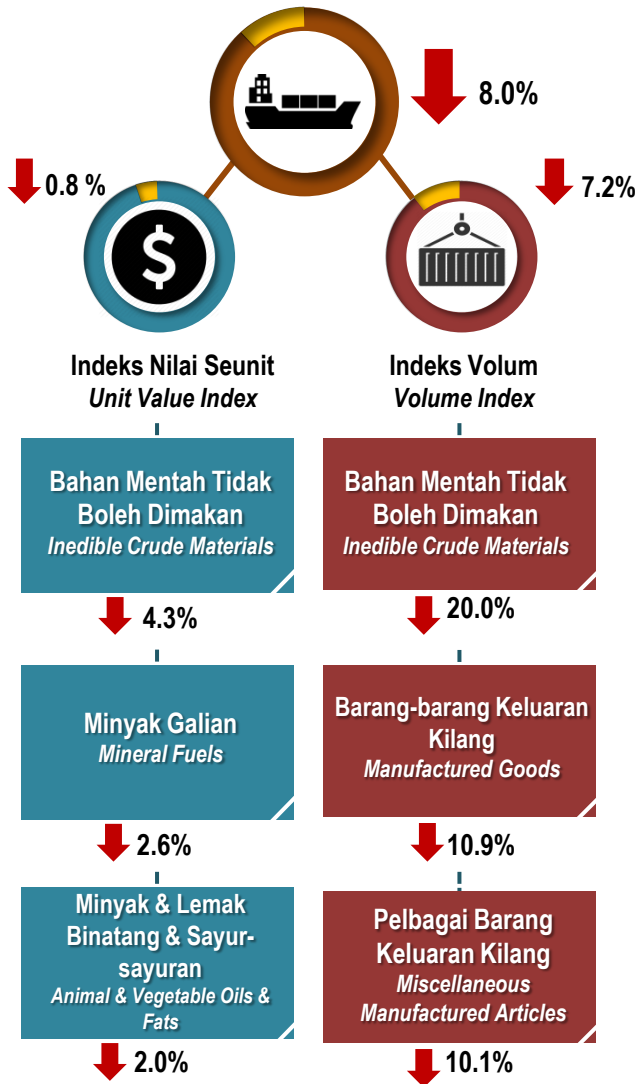 8.0%
0.8 %
7.2%
$
Indeks Nilai Seunit
Unit Value Index
Indeks Volum
Volume Index
Bahan Mentah Tidak
Boleh Dimakan
Inedible Crude Materials
Bahan Mentah Tidak
Boleh Dimakan
Inedible Crude Materials
4.3%
20.0%
Minyak Galian
Mineral Fuels
Barang-barang Keluaran
Kilang
Manufactured Goods
2.6%
10.9%
Minyak & Lemak
Binatang & Sayur-
sayuran
Animal & Vegetable Oils &
Fats
Pelbagai Barang
Keluaran Kilang
Miscellaneous
Manufactured Articles
2.0%
10.1%